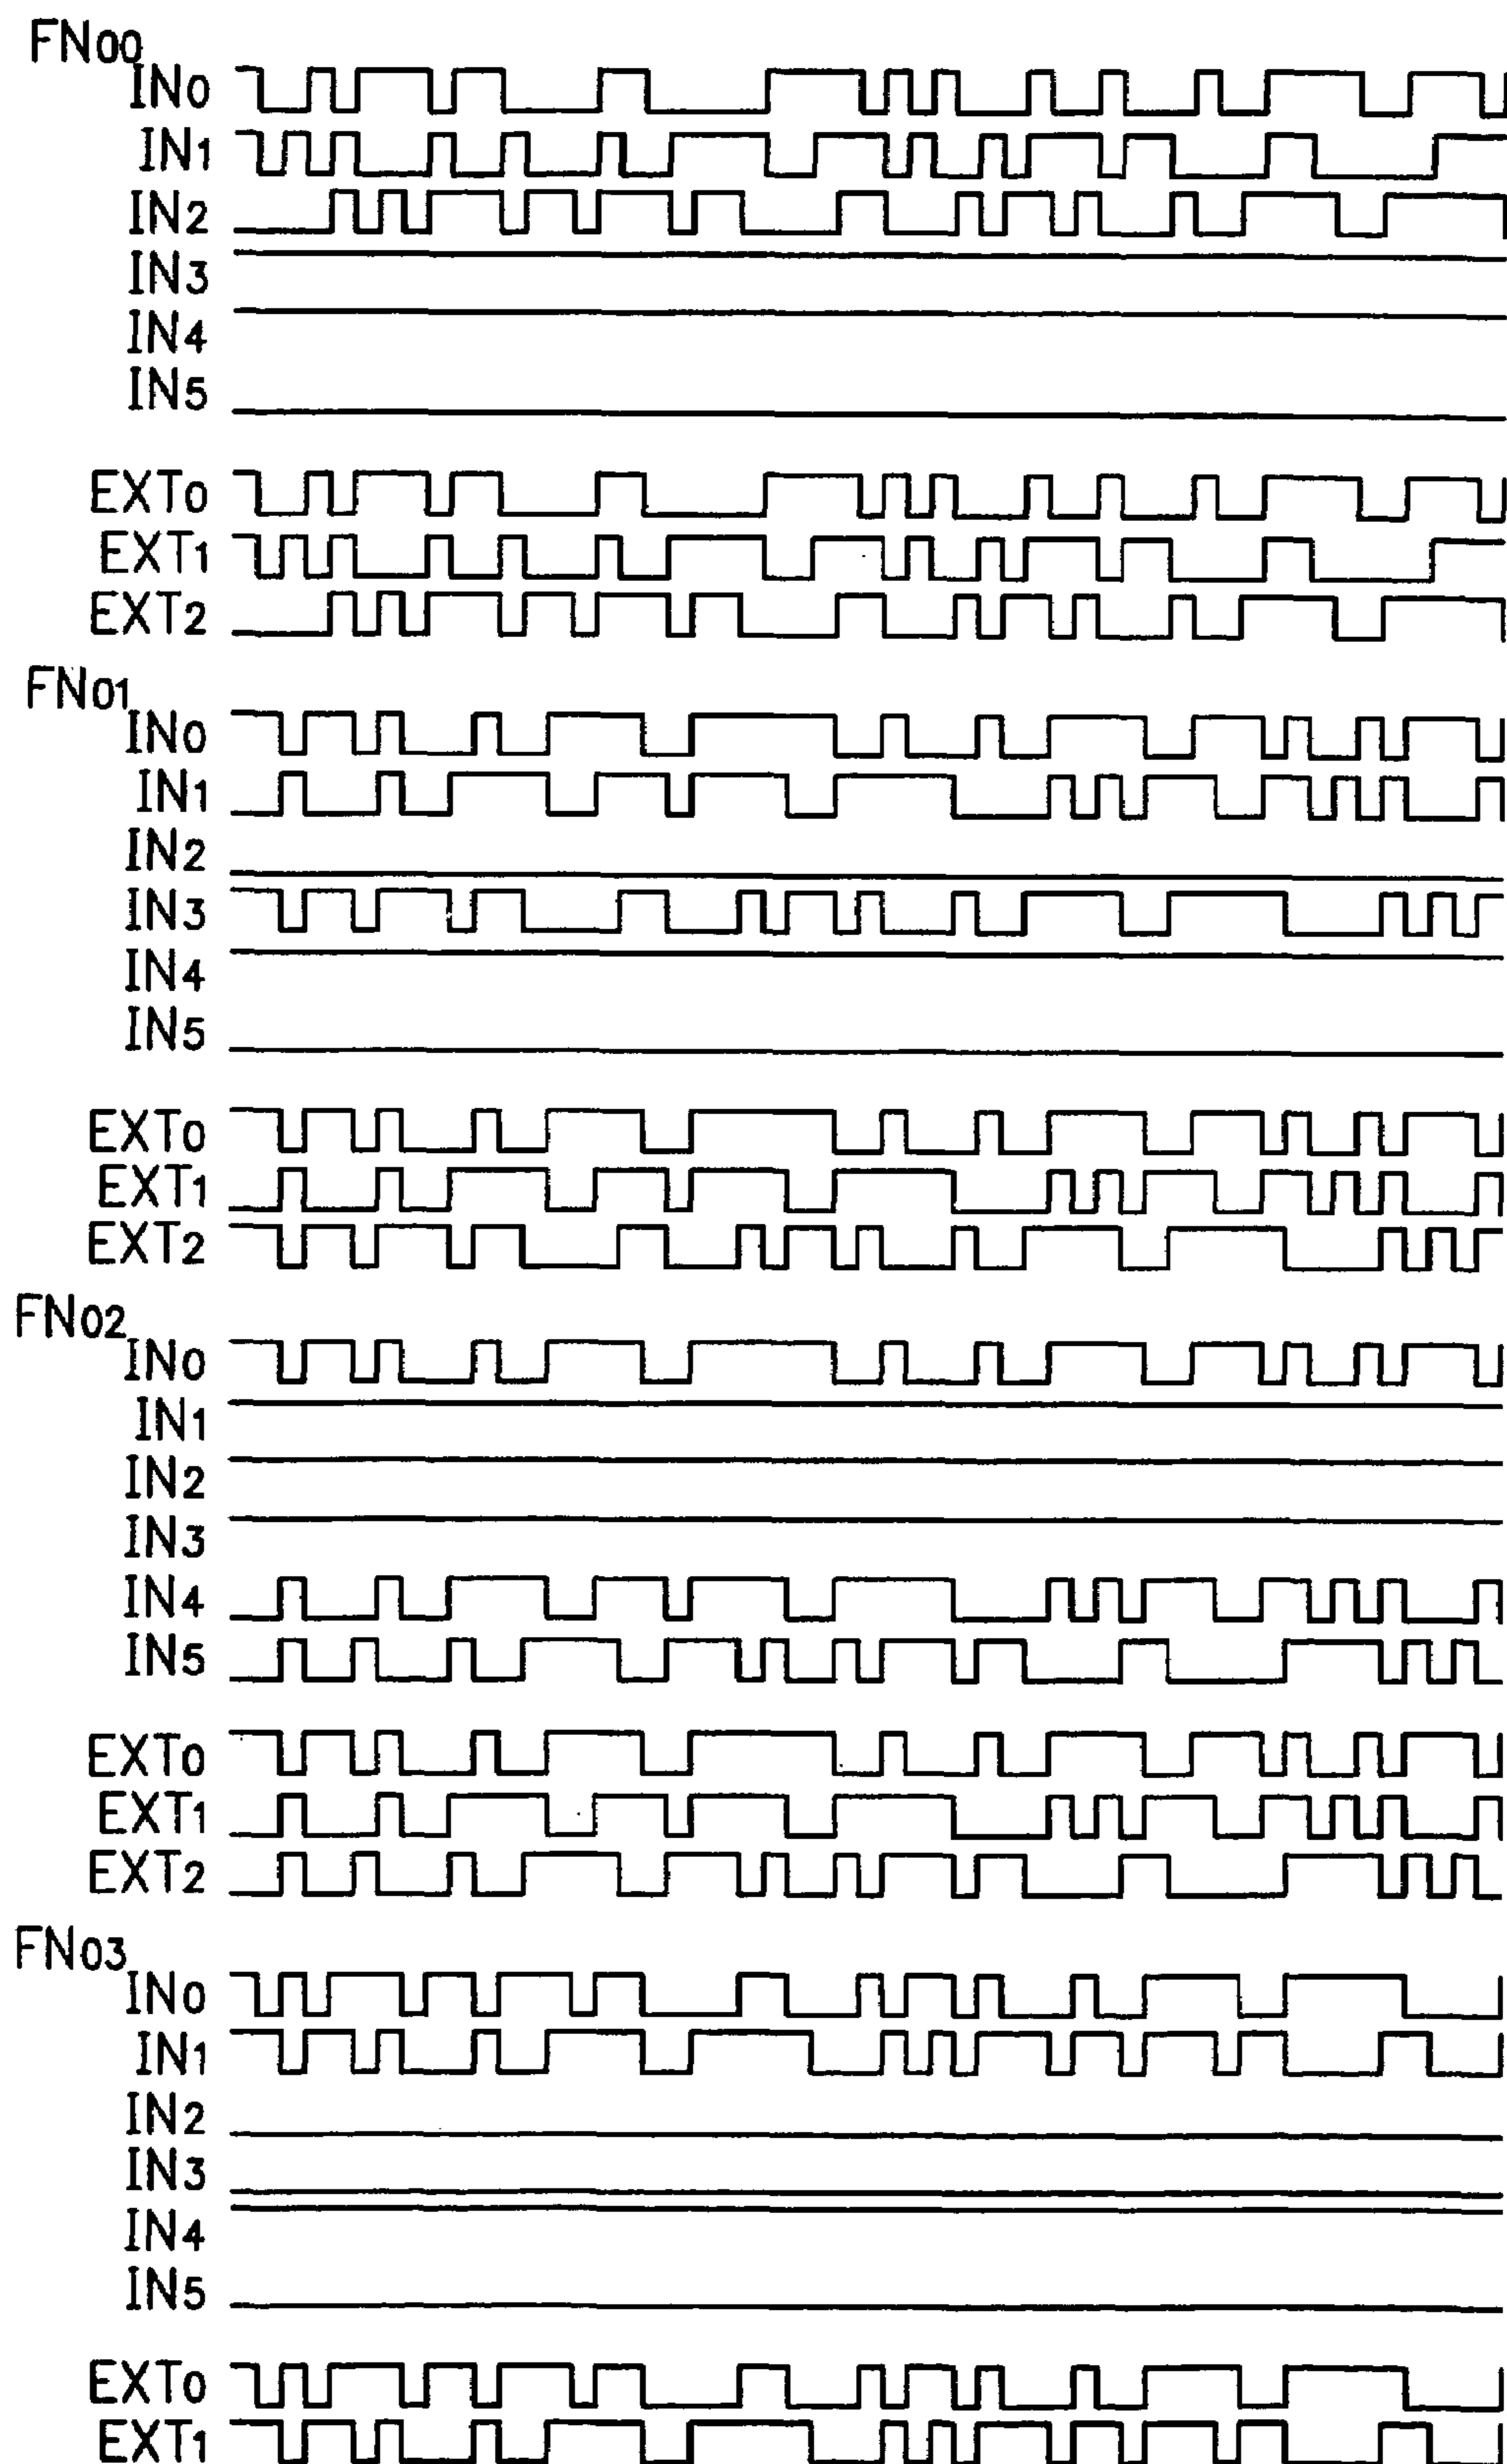 FN00
IN0
IN1
IN2
IN3
IN4
IN5
EXT0
EXT1
EXT2
FN01
IN0
IN1
IN2
IN3
IN4
IN5
EXT0
EXT1
EXT2
FN02
IN0
IN1
IN2
IN3
IN4
IN5
EXT0
EXT1
EXT2
FN03
IN0
IN1
IN2
IN3
IN4
IN5
EXT0
EXT1